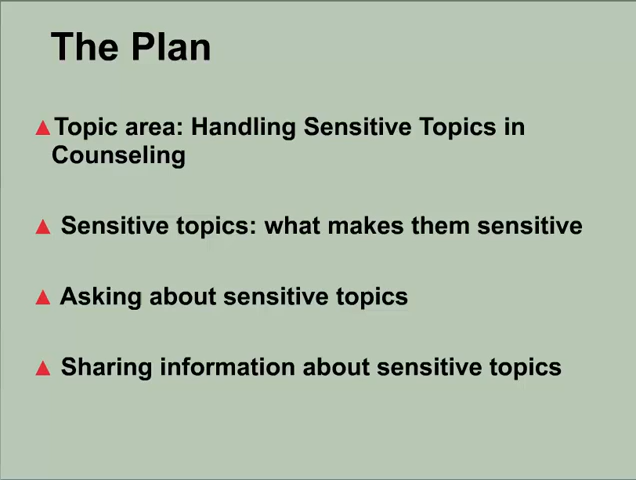 The Plan
Topic area: Handling Sensitive Topics in
Counseling
Sensitive topics: what makes them sensitive
Asking about sensitive topics
Sharing information about sensitive topics